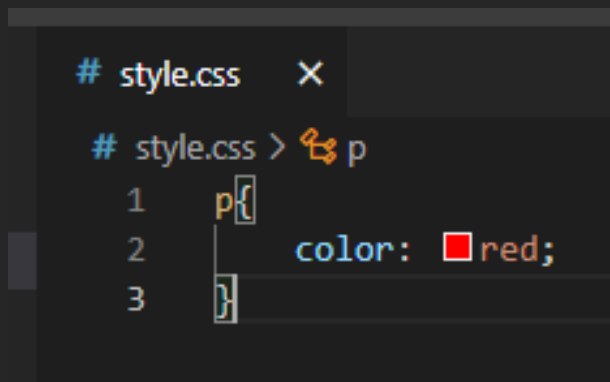 # style.css ×
# style.css > p
1 p{
2 color: red;
3 }